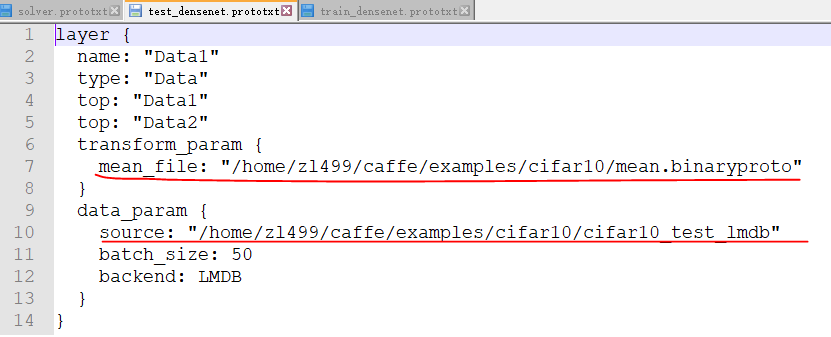 solver.prototxt test_densenet.prototxt train_densenet.prototxt
1 layer {
2 name: "Data1"
3 type: "Data"
4 top: "Data1"
5 top: "Data2"
6 transform_param {
7 mean_file: "/home/zl499/caffe/examples/cifar10/mean.binaryproto"
8 }
9 data_param {
10 source: "/home/zl499/caffe/examples/cifar10/cifar10_test_lmdb"
11 batch_size: 50
12 backend: LMDB
13 }
14 }